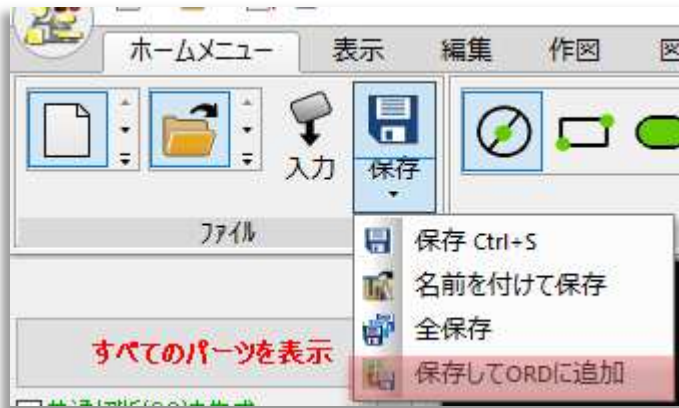 ホームメニュー 表示 編集 作図
入力 保存
ファイル
保存 Ctrl+S
名前を付けて保存
全保存
保存してORDに追加
すべてのパーツを表示